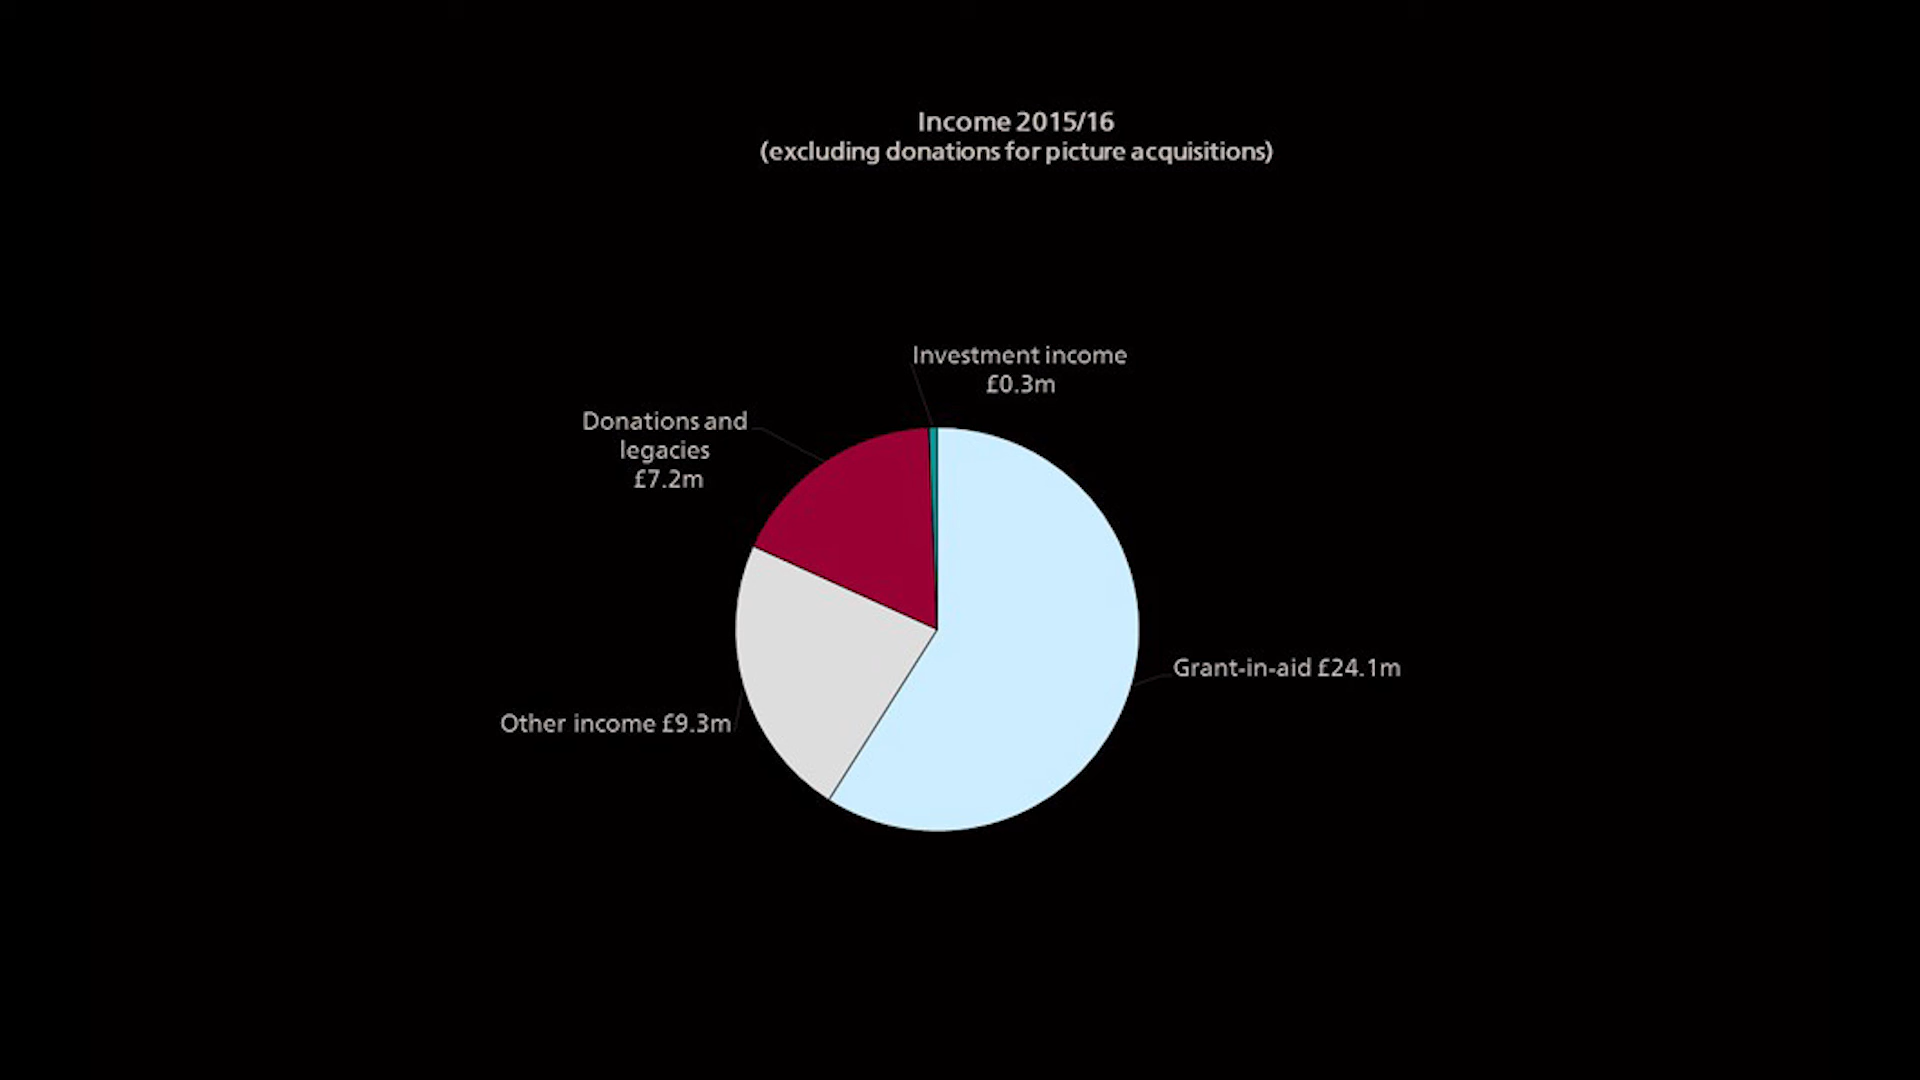 Income 2015/16
(excluding donations for picture acquisitions)
Investment income
£0.3m
Donations and
legacies
£7.2m
Grant-in-aid £24.1m
Other income £9.3m